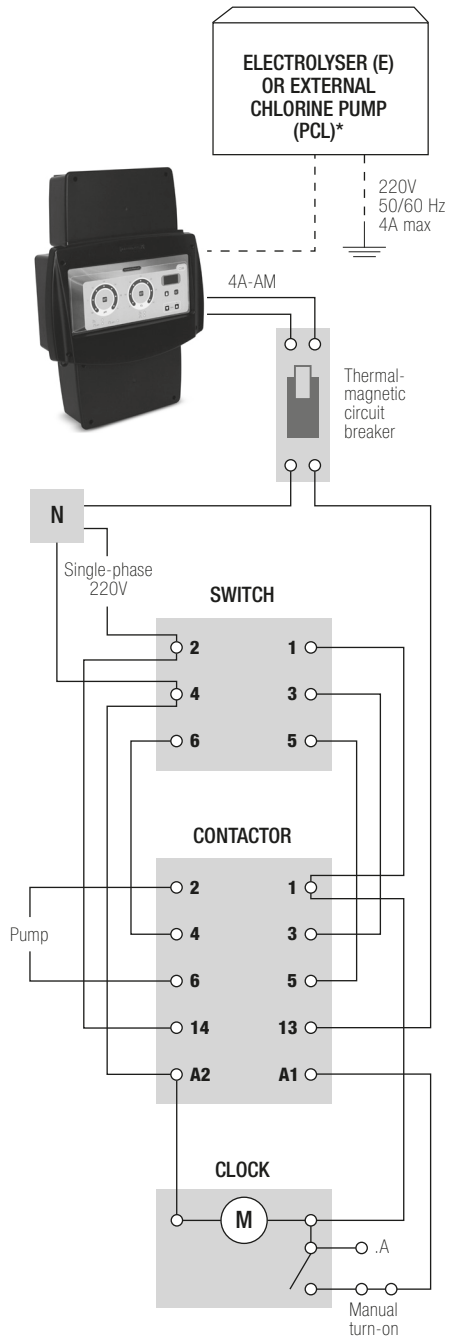 ELECTROLYSER (E)
OR EXTERNAL
CHLORINE PUMP
(PCL)*
220V
50/60 Hz
4A max
4A-AM
Thermal-
magnetic
circuit
breaker
N
Single-phase
220V
SWITCH
2 1
4 3
6 5
CONTACTOR
2 1
4 3
6 5
14 13
A2 A1
Pump
CLOCK
M
.A
Manual
turn-on